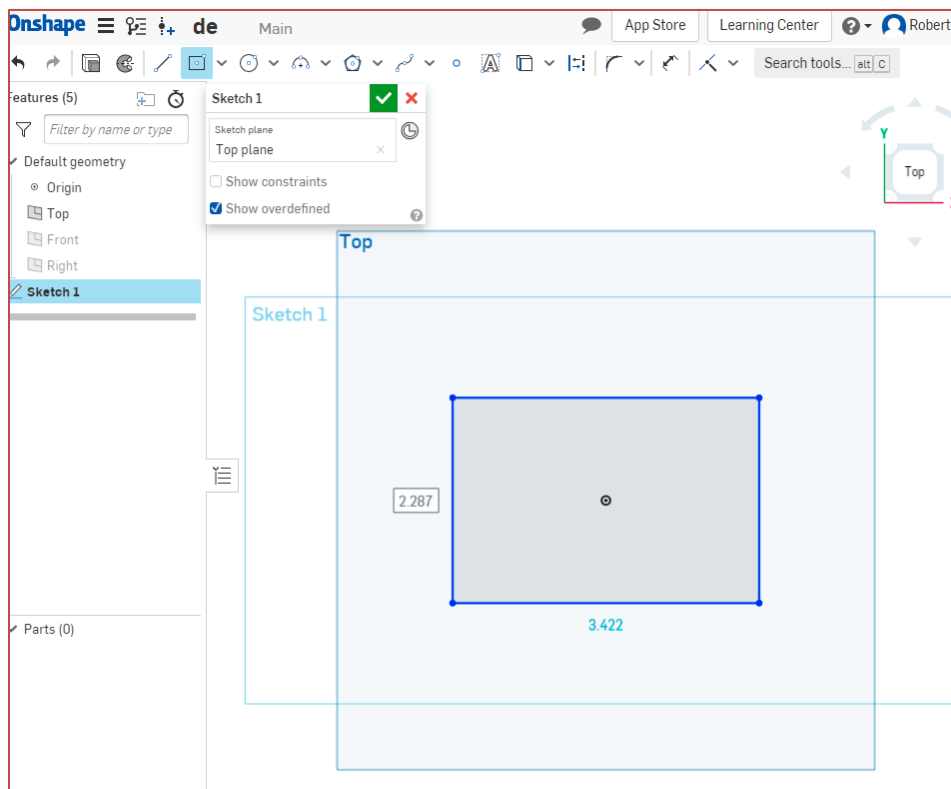 Onshape de Main App Store Learning Center Robert
Search tools... alt C
Features (5)
Filter by name or type
Default geometry
Origin
Top
Front
Right
Sketch 1
Parts (0)
Sketch 1
Sketch plane
Top plane
Show constraints
Show overdefined
Y
Top
Top
Sketch 1
2.287
3.422